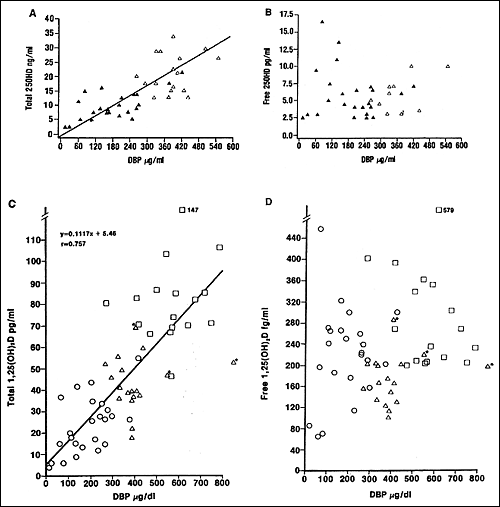 A
Total 25OHD ng/ml
40
35
30
25
20
15
10
5
0
0 60 120 180 240 300 360 420 480 540 600
DBP µg/ml
B
Free 25OHD pg/ml
17.5
15.0
12.5
10.0
7.5
5.0
2.5
0 60 120 180 240 300 360 420 480 540 600
DBP µg/ml
C
147
y=0.1117x + 5.46
r=0.757
Total 1,25(OH)₂D pg/ml
110
100
90
80
70
60
50
40
30
20
10
0
0 100 200 300 400 500 600 700 800
DBP µg/dl
D
579
Free 1,25(OH)₂D fg/ml
440
400
360
320
280
240
200
160
120
80
40
0
0 100 200 300 400 500 600 700 800
DBP µg/dl